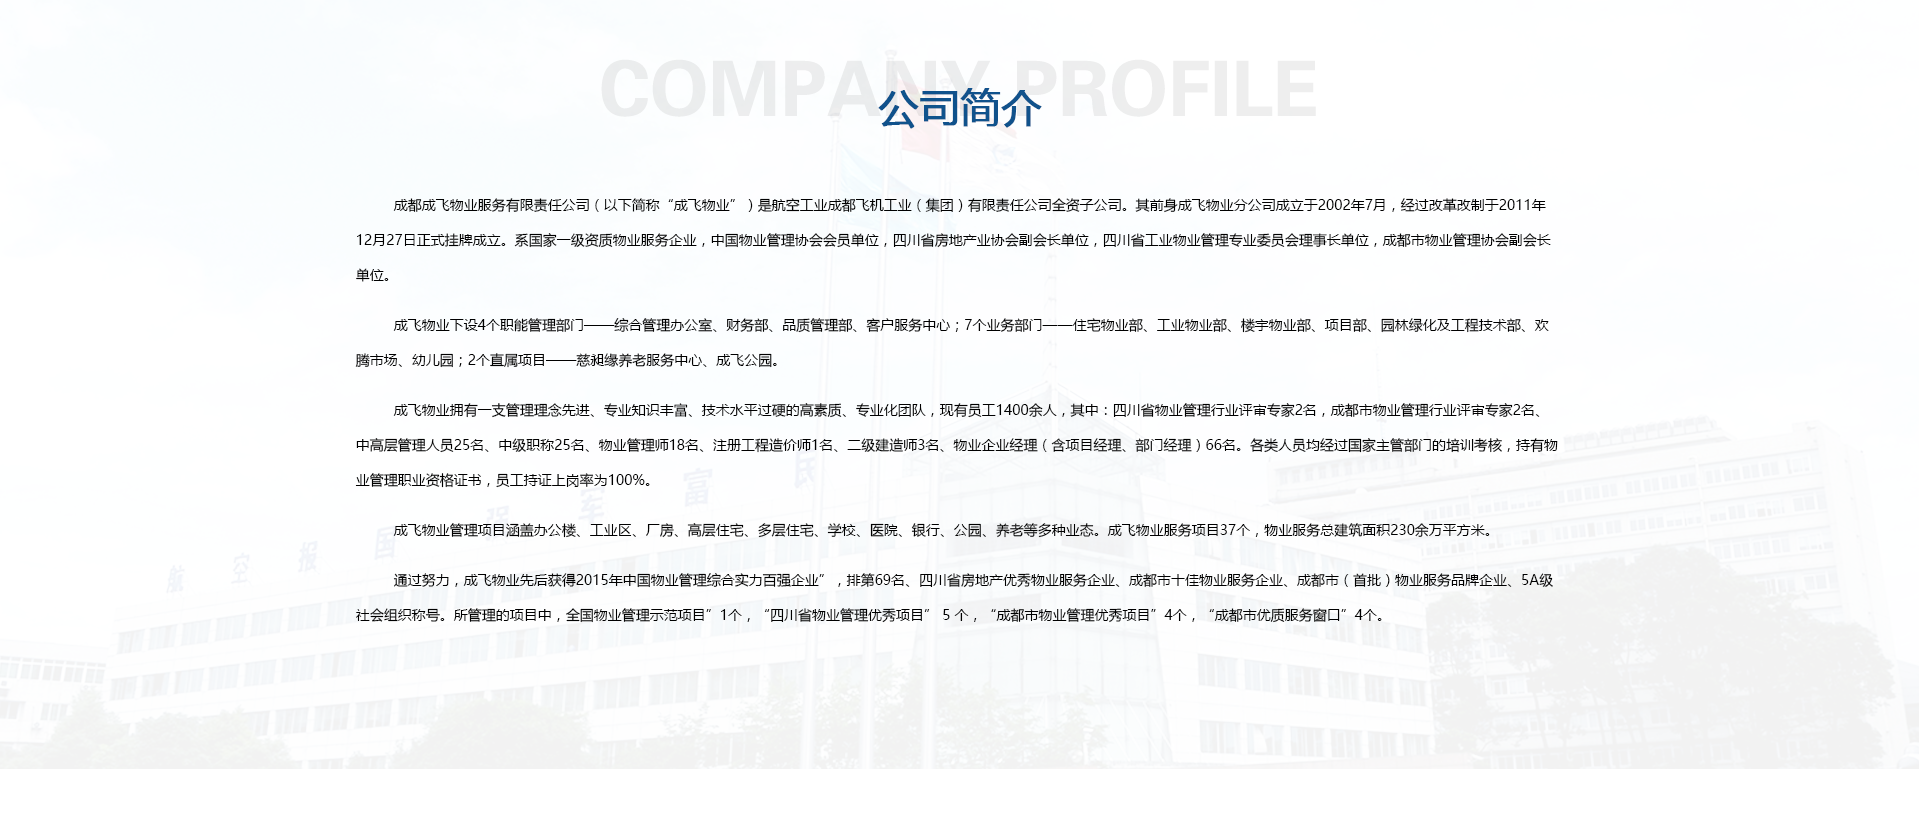 COMPANY PROFILE
公司简介
成都成飞物业服务有限责任公司（以下简称“成飞物业”）是航空工业成都飞机工业（集团）有限责任公司全资子公司。其前身成飞物业分公司成立于2002年7月，经过改革改制于2011年
12月27日正式挂牌成立。系国家一级资质物业服务企业，中国物业管理协会会员单位，四川省房地产业协会副会长单位，四川省工业物业管理专业委员会理事长单位，成都市物业管理协会副会长
单位。
成飞物业下设4个职能管理部门——综合管理办公室、财务部、品质管理部、客户服务中心；7个业务部门——住宅物业部、工业物业部、楼宇物业部、项目部、园林绿化及工程技术部、欢
腾市场、幼儿园；2个直属项目——慈昶缘养老服务中心、成飞公园。
成飞物业拥有一支管理理念先进、专业知识丰富、技术水平过硬的高素质、专业化团队，现有员工1400余人，其中：四川省物业管理行业评审专家2名，成都市物业管理行业评审专家2名、
中高层管理人员25名、中级职称25名、物业管理师18名、注册工程造价师1名、二级建造师3名、物业企业经理（含项目经理、部门经理）66名。各类人员均经过国家主管部门的培训考核，持有物
业管理职业资格证书，员工持证上岗率为100%。
成飞物业管理项目涵盖办公楼、工业区、厂房、高层住宅、多层住宅、学校、医院、银行、公园、养老等多种业态。成飞物业服务项目37个，物业服务总建筑面积230余万平方米。
通过努力，成飞物业先后获得2015年中国物业管理综合实力百强企业”，排第69名、四川省房地产优秀物业服务企业、成都市十佳物业服务企业、成都市（首批）物业服务品牌企业、5A级
社会组织称号。所管理的项目中，全国物业管理示范项目”1个，“四川省物业管理优秀项目” 5 个，“成都市物业管理优秀项目”4个，“成都市优质服务窗口”4个。
航空报国 强军富民